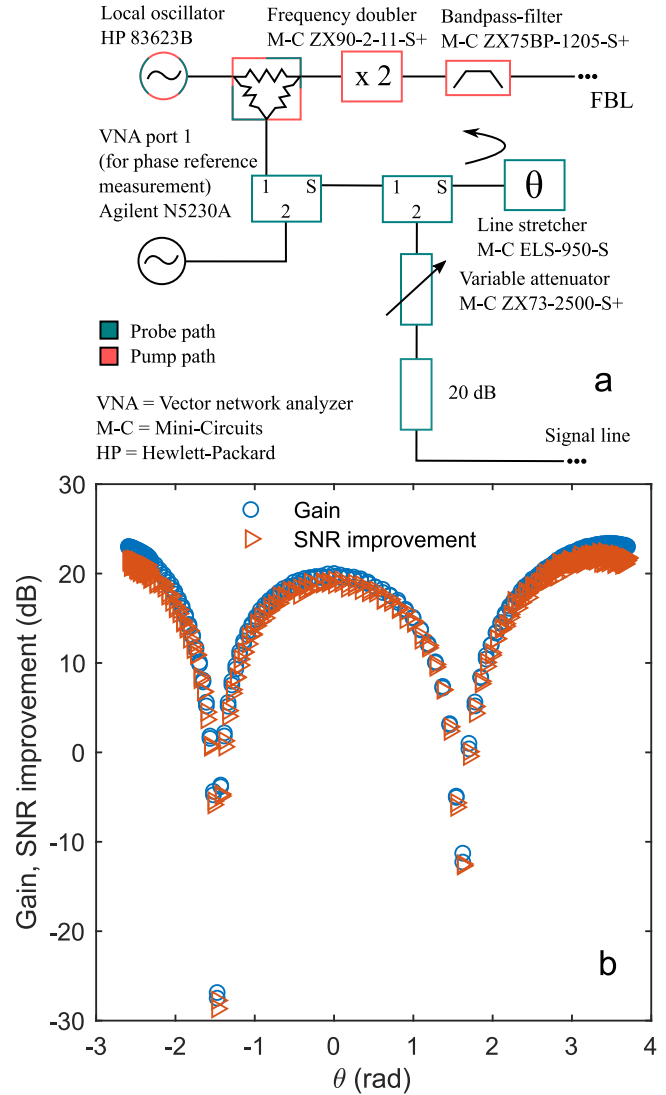 Local oscillator
HP 83623B
Frequency doubler
M-C ZX90-2-11-S+
Bandpass-filter
M-C ZX75BP-1205-S+
x 2
FBL
VNA port 1
(for phase reference
measurement)
Agilent N5230A
1 S
2
1 S
2
θ
Line stretcher
M-C ELS-950-S
Variable attenuator
M-C ZX73-2500-S+
Probe path
Pump path
20 dB
a
VNA = Vector network analyzer
M-C = Mini-Circuits
HP = Hewlett-Packard
Signal line
Gain, SNR improvement (dB)
30
20
10
0
-10
-20
-30
Gain
SNR improvement
b
-3 -2 -1 0 1 2 3 4
θ (rad)